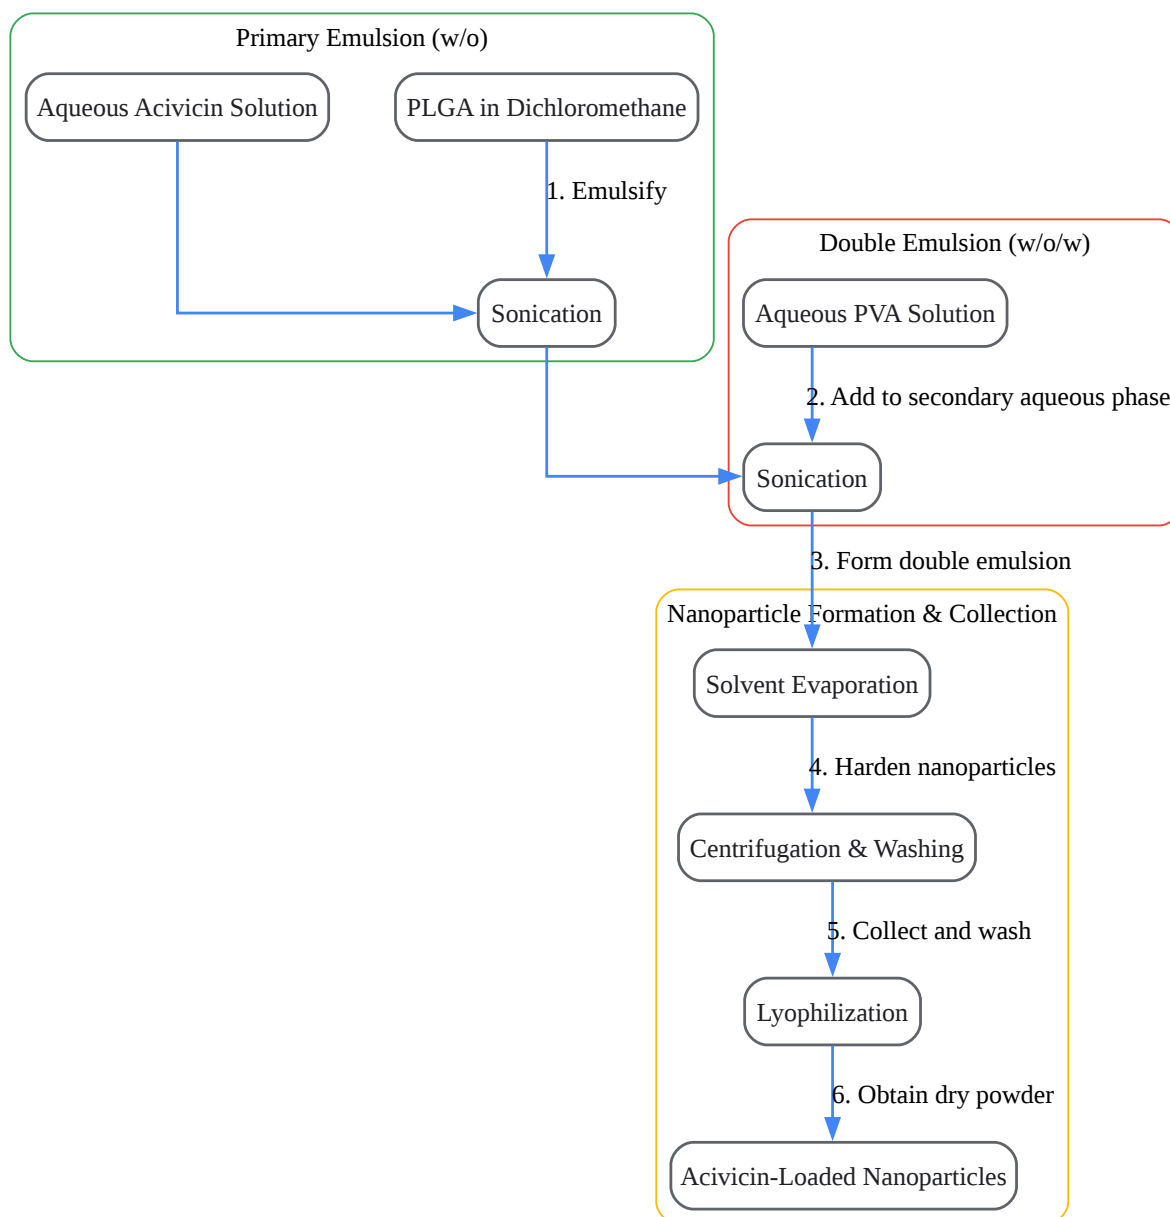 Primary Emulsion (w/o)
Aqueous Acivicin Solution
PLGA in Dichloromethane
1. Emulsify
Sonication
Double Emulsion (w/o/w)
Aqueous PVA Solution
2. Add to secondary aqueous phase
Sonication
3. Form double emulsion
Nanoparticle Formation & Collection
Solvent Evaporation
4. Harden nanoparticles
Centrifugation & Washing
5. Collect and wash
Lyophilization
6. Obtain dry powder
Acivicin-Loaded Nanoparticles